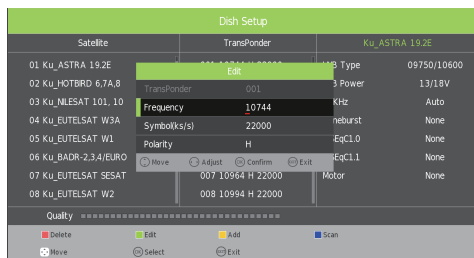 Dish Setup
Satellite TransPonder Ku_ASTRA 19.2E
01 Ku_ASTRA 19.2E 09750/10600
02 Ku_HOTBIRD 6,7A,8 Power 13/18V
03 Ku_NILESAT 101, 10 KHz Auto
04 Ku_EUTELSAT W3A None
05 Ku_EUTELSAT W1 None
06 Ku_BADR-2,3,4/EURO None
07 Ku_EUTELSAT SESAT 007 10964 H 22000 Motor None
08 Ku_EUTELSAT W2 008 10994 H 22000
Type
Edit
TransPonder 001
Frequency 10744
Symbol(ks/s) 22000
Polarity H
Move Adjust Confirm Exit
Quality
Delete Edit Add Scan
Move Select Exit